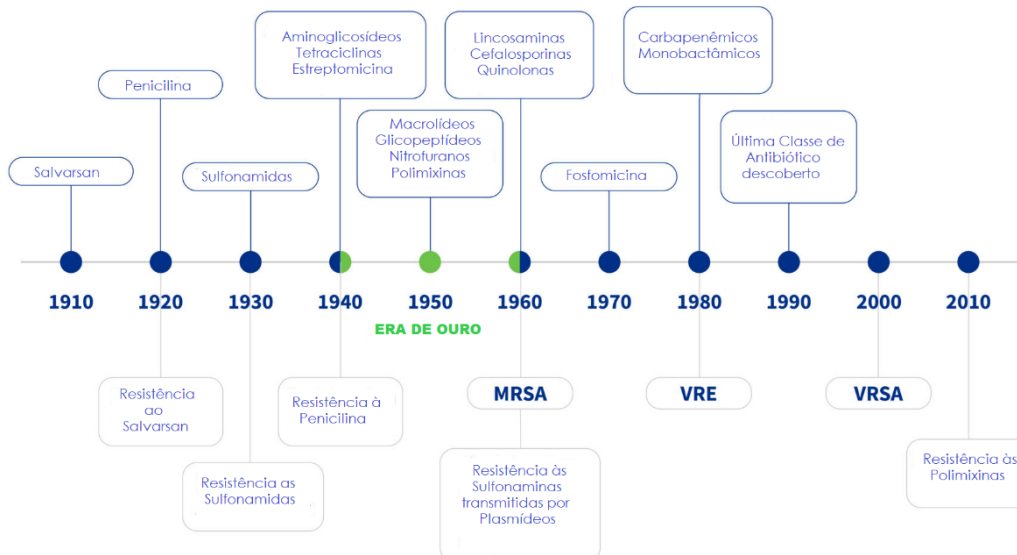 Aminoglicosídeos
Tetraciclinas
Estreptomicina
Lincosaminas
Cefalosporinas
Quinolonas
Carbapenêmicos
Monobactâmicos
Penicilina
Macrolídeos
Glicopeptídeos
Nitrofuranos
Polimixinas
Última Classe de
Antibiótico
descoberto
Salvarsan
Sulfonamidas
Fosfomicina
1910
1920
1930
1940
1950
1960
1970
1980
1990
2000
2010
ERA DE OURO
Resistência
ao
Salvarsan
Resistência à
Penicilina
MRSA
VRE
VRSA
Resistência as
Sulfonamidas
Resistência às
Sulfonaminas
transmitidas por
Plasmídeos
Resistência às
Polimixinas